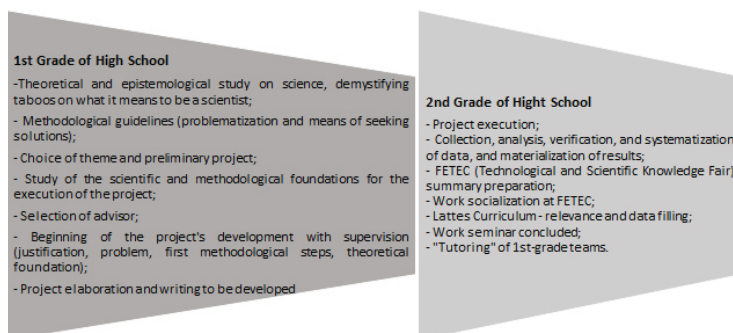 1st Grade of High School
-Theoretical and epistemological study on science, demystifying
taboos on what it means to be a scientist;
- Methodological guidelines (problematization and means of seeking
solutions);
- Choice of theme and preliminary project;
- Study of the scientific and methodological foundations for the
execution of the project;
- Selection of advisor;
- Beginning of the project's development with supervision
(justification, problem, first methodological steps, theoretical
foundation);
- Project elaboration and writing to be developed
2nd Grade of Hight School
- Project execution;
- Collection, analysis, verification, and systematization
of data, and materialization of results;
- FETEC (Technological and Scientific Knowledge Fair)
summary preparation;
- Work socialization at FETEC;
- Lattes Curriculum - relevance and data filling;
- Work seminar concluded;
- "Tutoring" of 1st-grade teams.